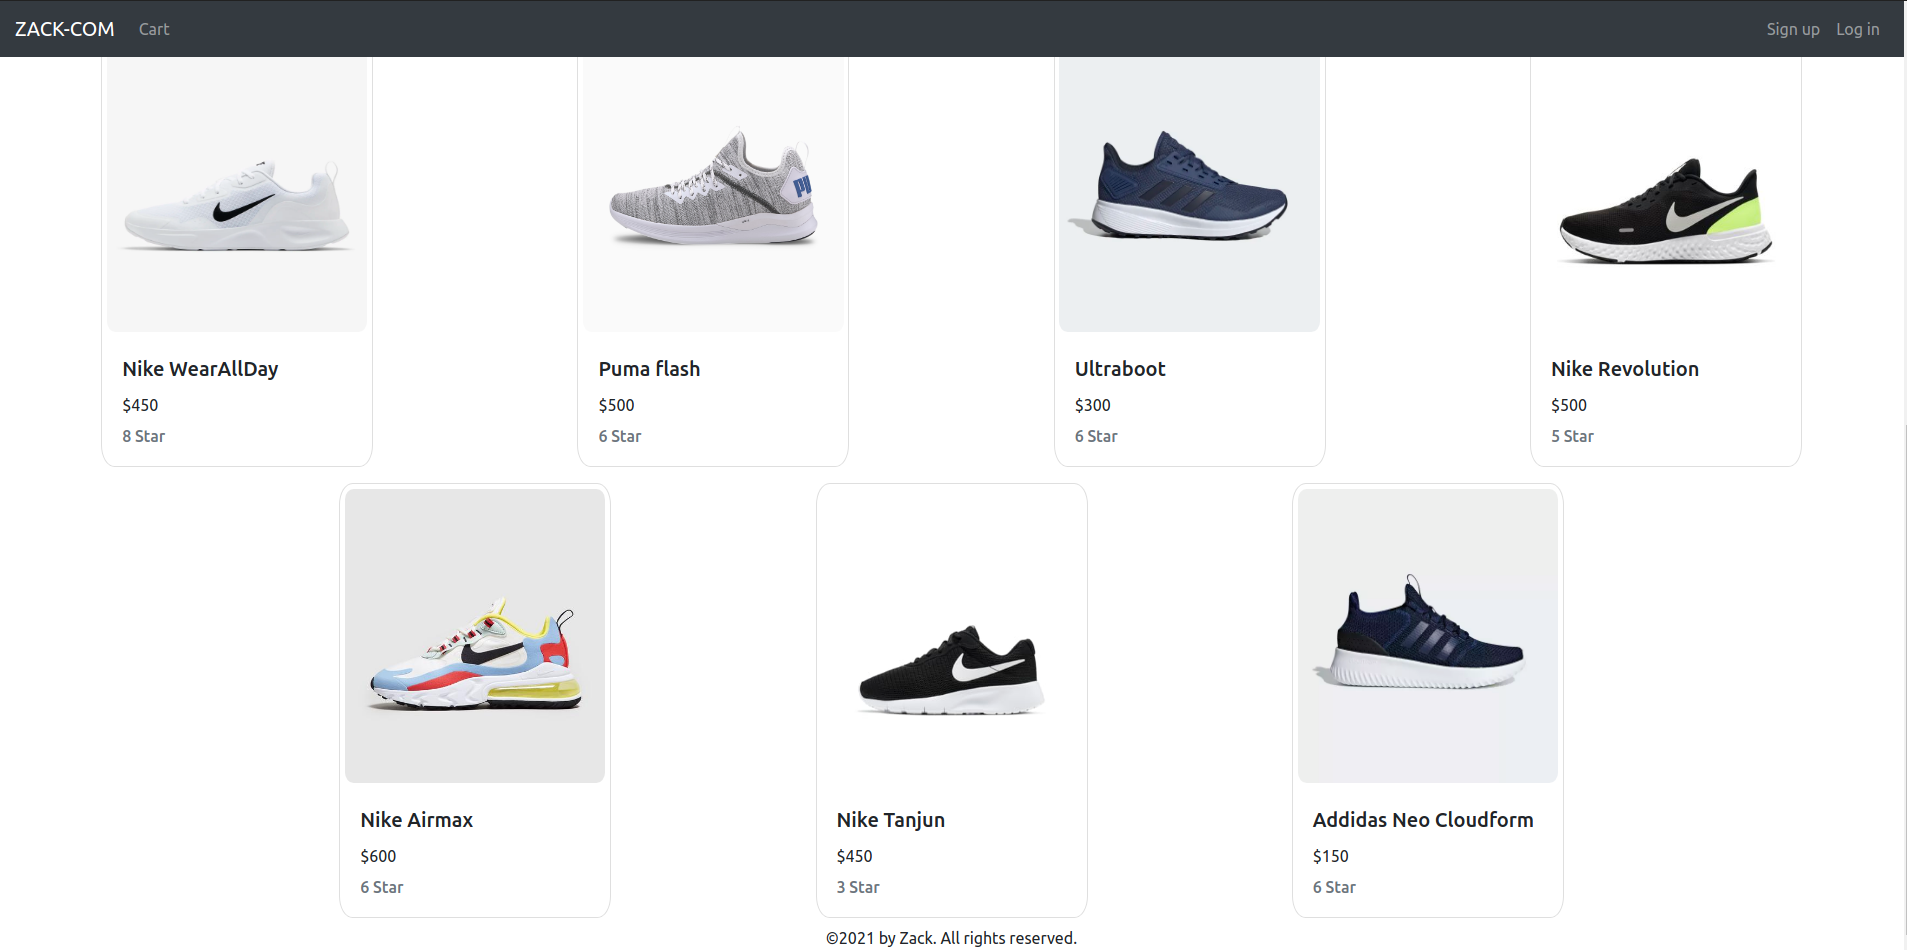 ZACK-COM Cart Sign up Log in
Nike WearAllDay
$450
8 Star
Puma flash
$500
6 Star
Ultraboot
$300
6 Star
Nike Revolution
$500
5 Star
Nike Airmax
$600
6 Star
Nike Tanjun
$450
3 Star
Addidas Neo Cloudform
$150
6 Star
©2021 by Zack. All rights reserved.